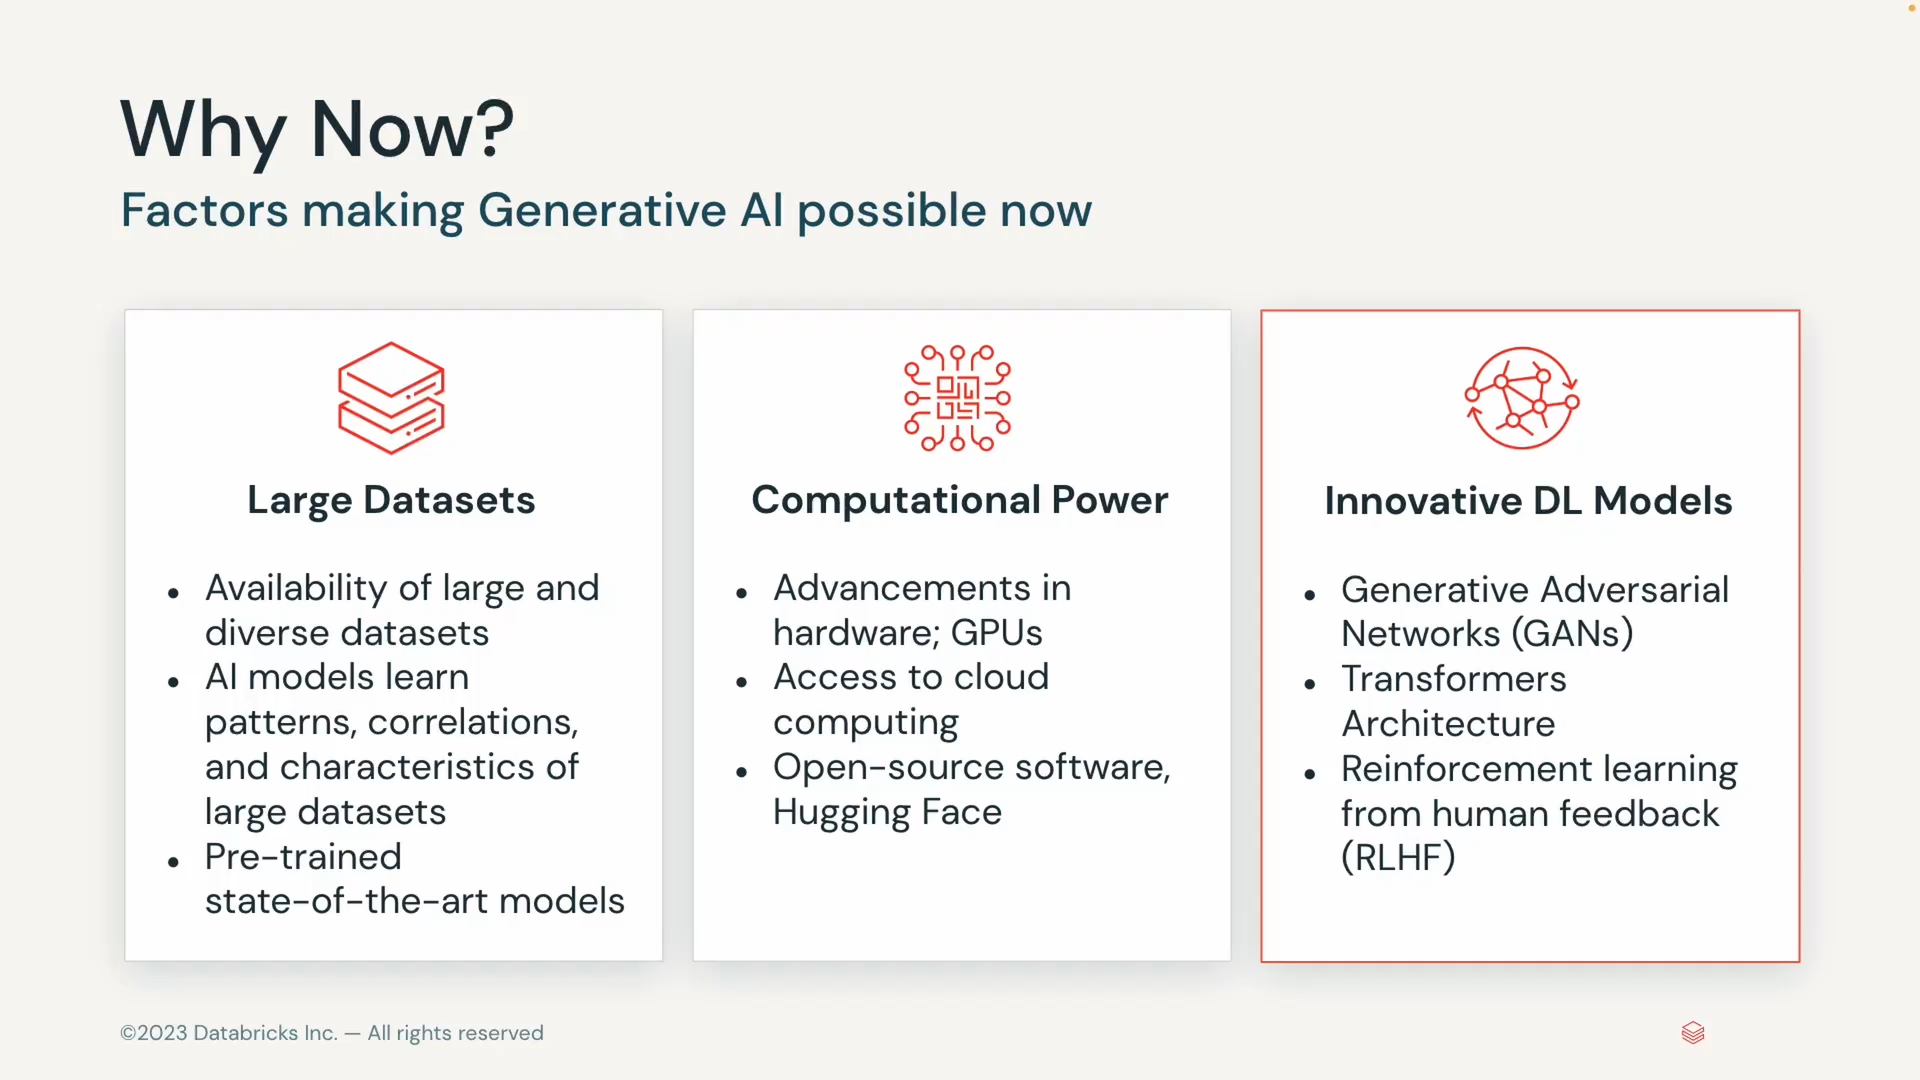 Why Now?
Factors making Generative AI possible now
Large Datasets
• Availability of large and
diverse datasets
• AI models learn
patterns, correlations,
and characteristics of
large datasets
• Pre-trained
state-of-the-art models
Computational Power
• Advancements in
hardware; GPUs
• Access to cloud
computing
• Open-source software,
Hugging Face
Innovative DL Models
• Generative Adversarial
Networks (GANs)
• Transformers
Architecture
• Reinforcement learning
from human feedback
(RLHF)
©2023 Databricks Inc. — All rights reserved